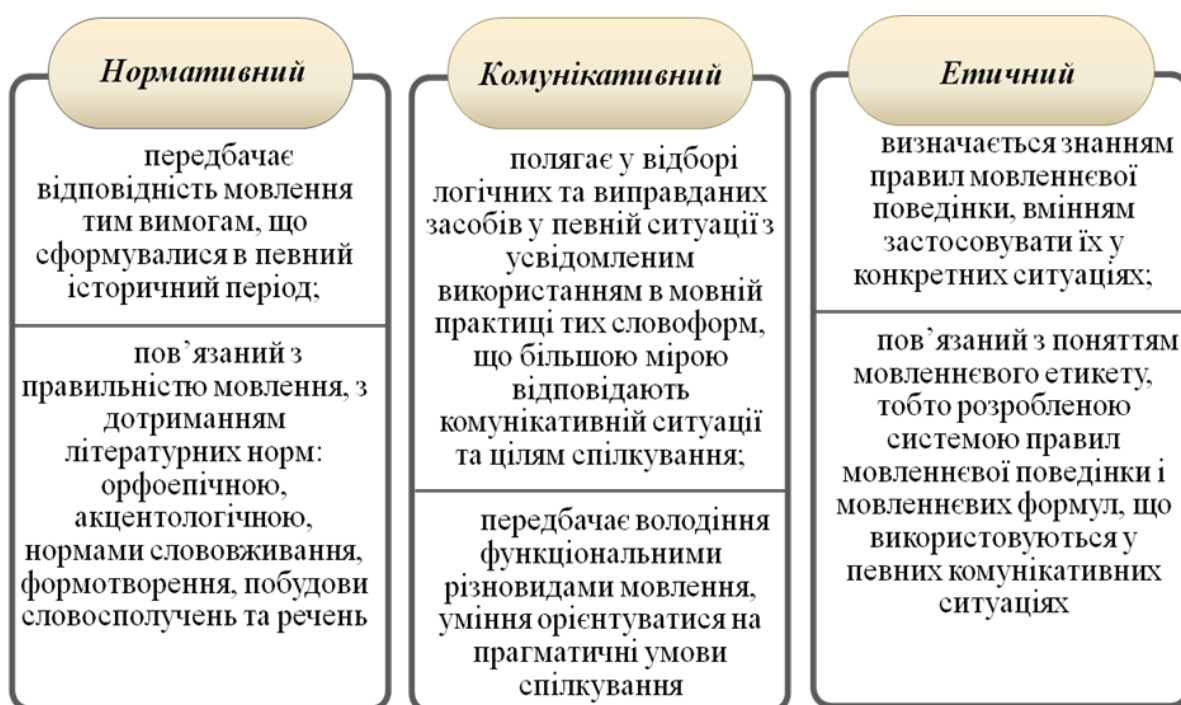 Нормативний
передбачає
відповідність мовлення
тим вимогам, що
сформувалися в певний
історичний період;
пов’язаний з
правильністю мовлення, з
дотриманням
літературних норм:
орфоепічною,
акцентологічною,
нормами слововживання,
формотворення, побудови
словосполучень та речень
Комунікативний
полягає у відборі
логічних та виправданих
засобів у певній ситуації з
усвідомленим
використанням в мовній
практиці тих словоформ,
що більшою мірою
відповідають
комунікативній ситуації
та цілям спілкування;
передбачає володіння
функціональними
різновидами мовлення,
уміння орієнтуватися на
прагматичні умови
спілкування
Етичний
визначається знанням
правил мовленнєвої
поведінки, вмінням
застосовувати їх у
конкретних ситуаціях;
пов’язаний з поняттям
мовленнєвого етикету,
тобто розробленою
системою правил
мовленнєвої поведінки і
мовленнєвих формул, що
використовуються у
певних комунікативних
ситуаціях